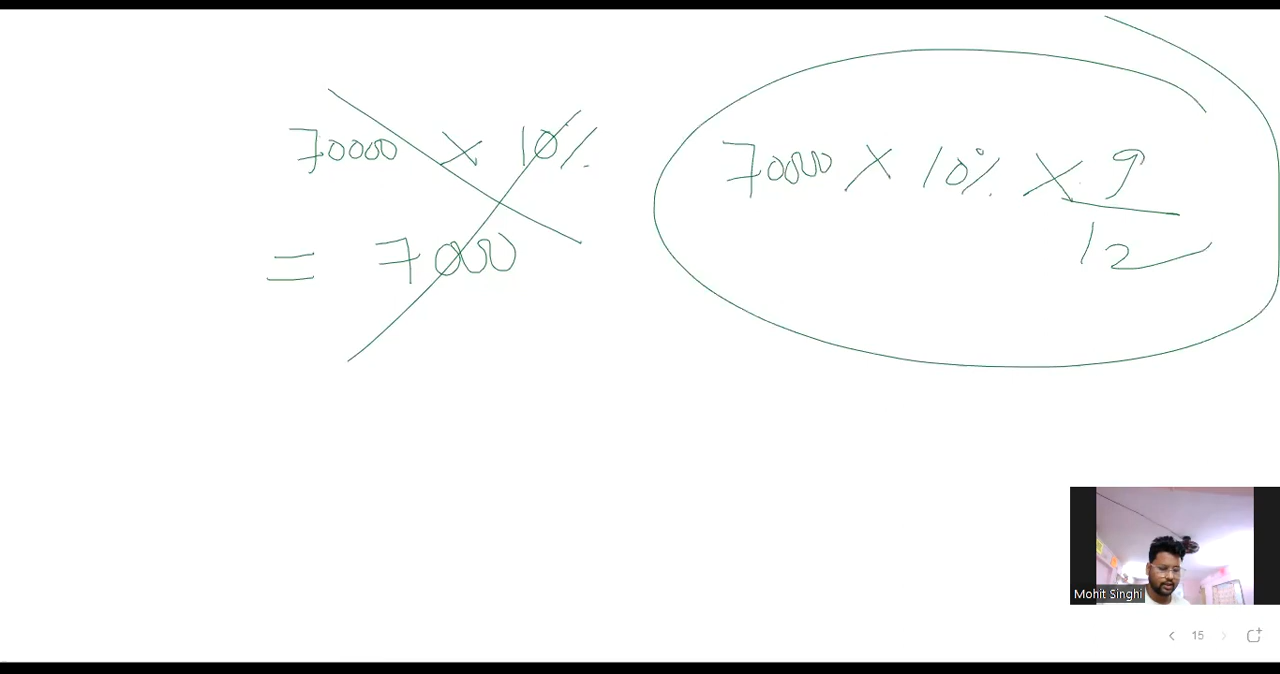 70000 X 10%
= 7000
70000 X 10% X 9
12
Mohit Singhi
15